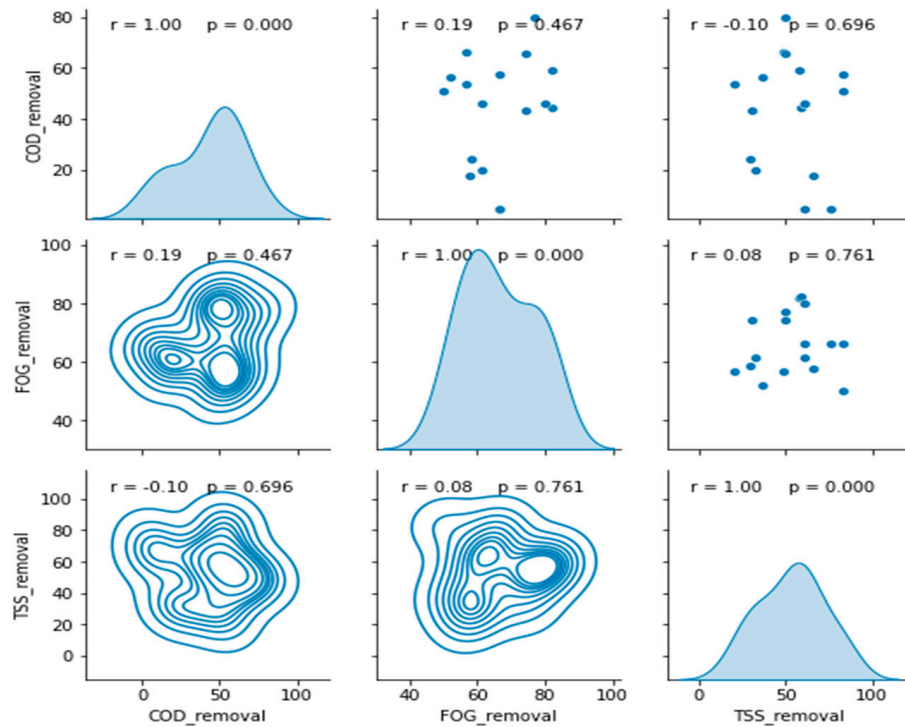 80
r = 1.00 p = 0.000
r = 0.19 p = 0.467
r = -0.10 p = 0.696
60
40
20
COD_removal
100
r = 0.19 p = 0.467
r = 1.00 p = 0.000
r = 0.08 p = 0.761
80
60
40
FOG_removal
100
r = -0.10 p = 0.696
r = 0.08 p = 0.761
r = 1.00 p = 0.000
80
60
40
20
0
TSS_removal
0 50 100
40 60 80 100
0 50 100
COD_removal
FOG_removal
TSS_removal